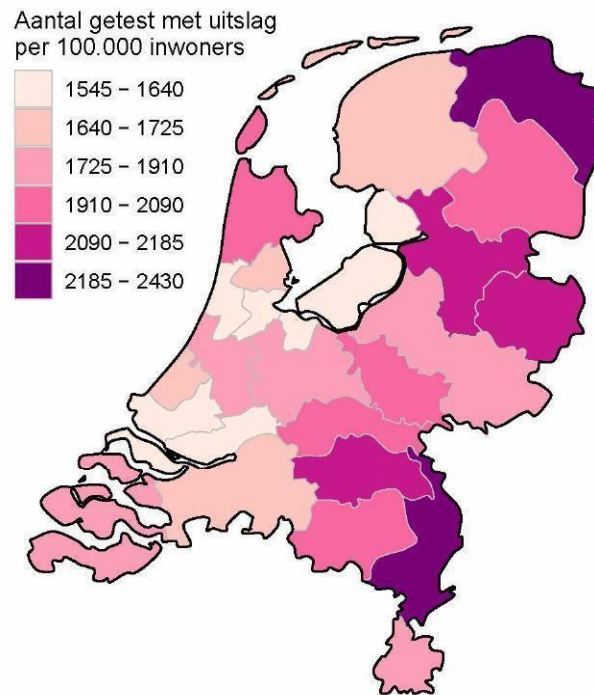 Aantal getest met uitslag
per 100.000 inwoners
1545 – 1640
1640 – 1725
1725 – 1910
1910 – 2090
2090 – 2185
2185 – 2430